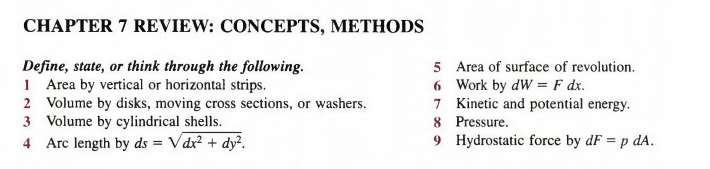 CHAPTER 7 REVIEW: CONCEPTS, METHODS
Define, state, or think through the following.
1 Area by vertical or horizontal strips.
2 Volume by disks, moving cross sections, or washers.
3 Volume by cylindrical shells.
4 Arc length by ds = √dx² + dy².
5 Area of surface of revolution.
6 Work by dW = F dx.
7 Kinetic and potential energy.
8 Pressure.
9 Hydrostatic force by dF = p dA.